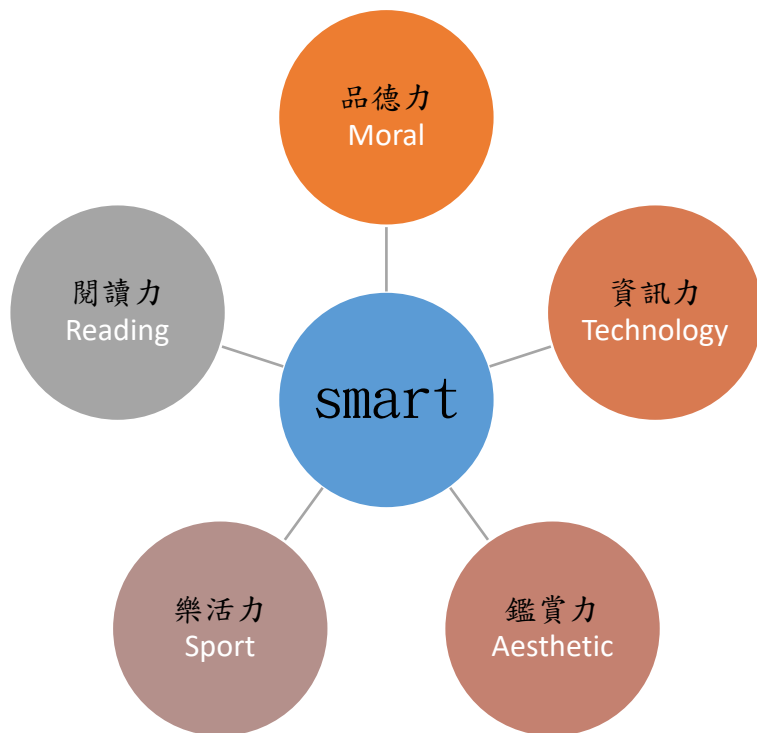 品德力
Moral
閱讀力
Reading
資訊力
Technology
smart
樂活力
Sport
鑑賞力
Aesthetic